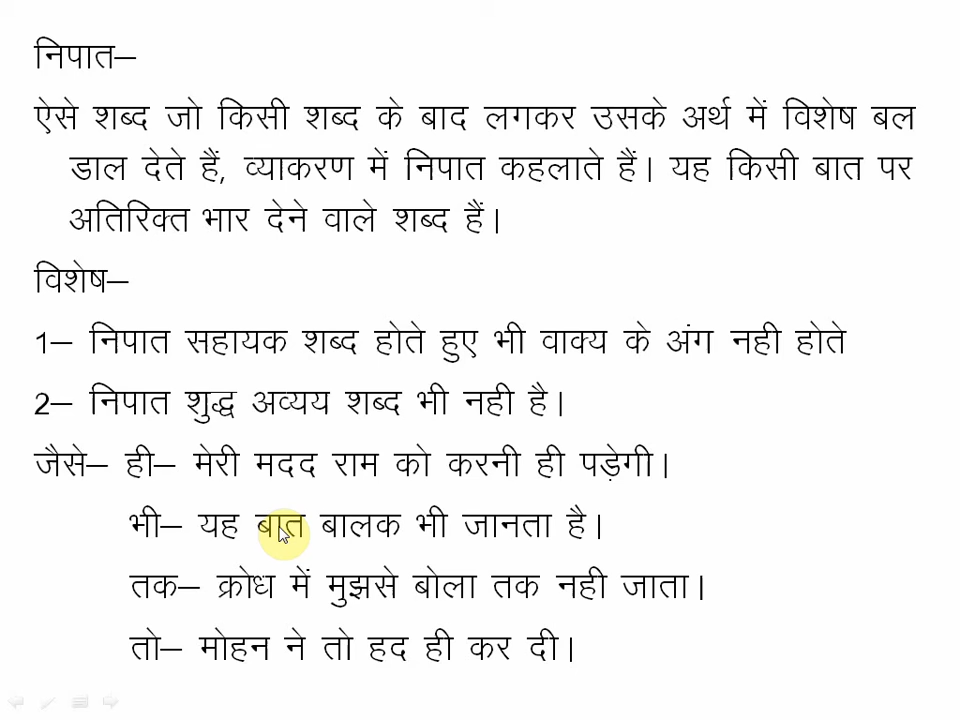 निपात–
ऐसे शब्द जो किसी शब्द के बाद लगकर उसके अर्थ में विशेष बल
डाल देते हैं, व्याकरण में निपात कहलाते हैं। यह किसी बात पर
अतिरिक्त भार देने वाले शब्द हैं।
विशेष–
1– निपात सहायक शब्द होते हुए भी वाक्य के अंग नही होते
2– निपात शुद्ध अव्यय शब्द भी नही है।
जैसे– ही– मेरी मदद राम को करनी ही पड़ेगी।
भी– यह बात बालक भी जानता है।
तक– क्रोध में मुझसे बोला तक नही जाता।
तो– मोहन ने तो हद ही कर दी।